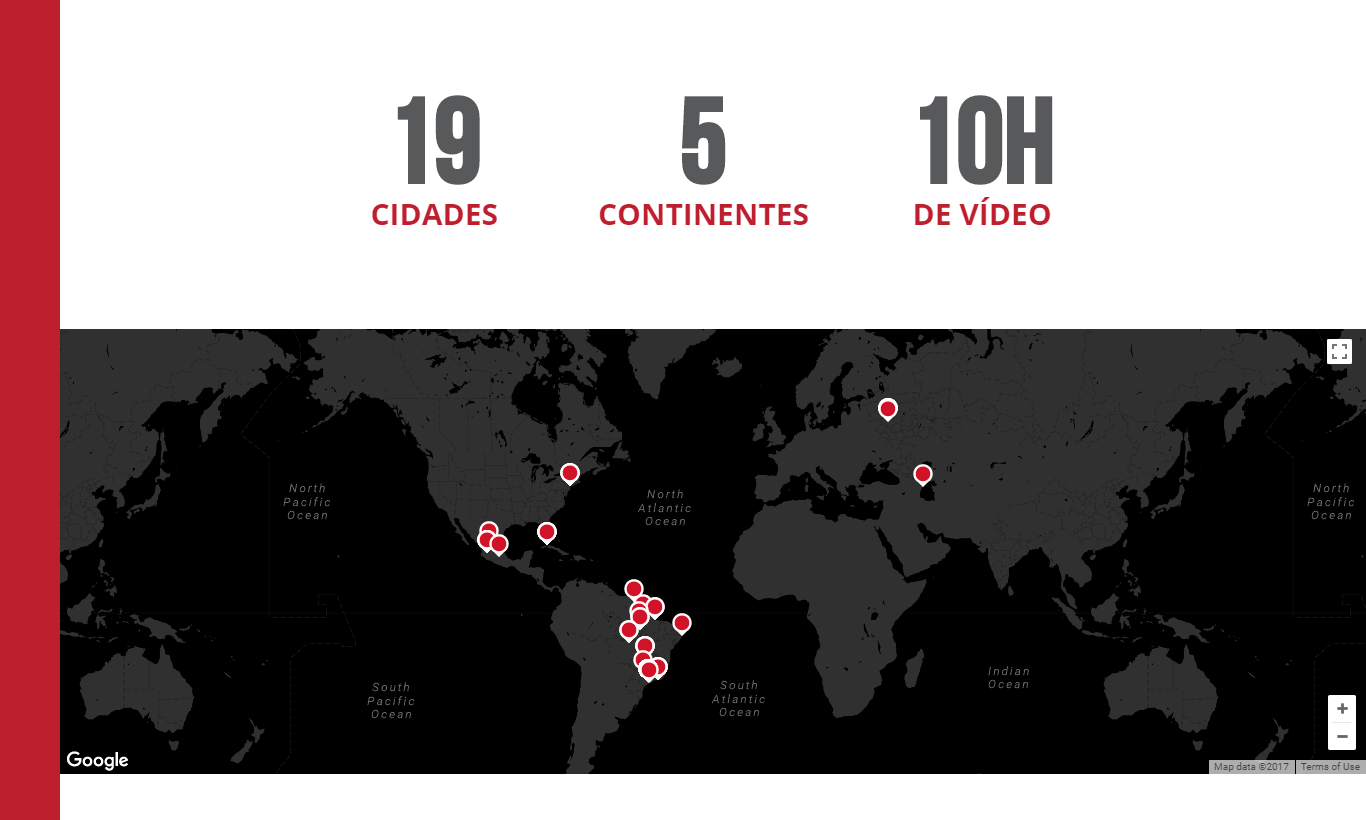 19
CIDADES
5
CONTINENTES
10H
DE VÍDEO
North
Pacific
Ocean
North
Atlantic
Ocean
North
Pacific
Ocean
South
Pacific
Ocean
South
Atlantic
Ocean
Indian
Ocean
+
−
Google
Map data ©2017
Terms of Use